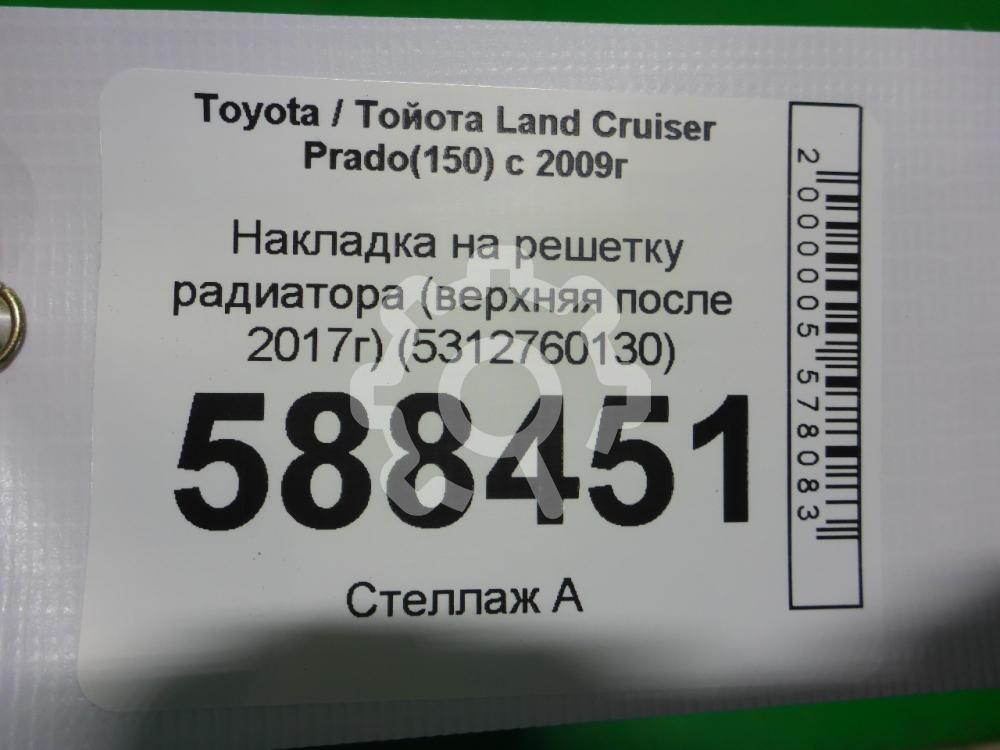 Toyota / Тойота Land Cruiser
Prado(150) с 2009г
Накладка на решетку
радиатора (верхняя после
2017г) (5312760130)
588451
Стеллаж А
2000005578083